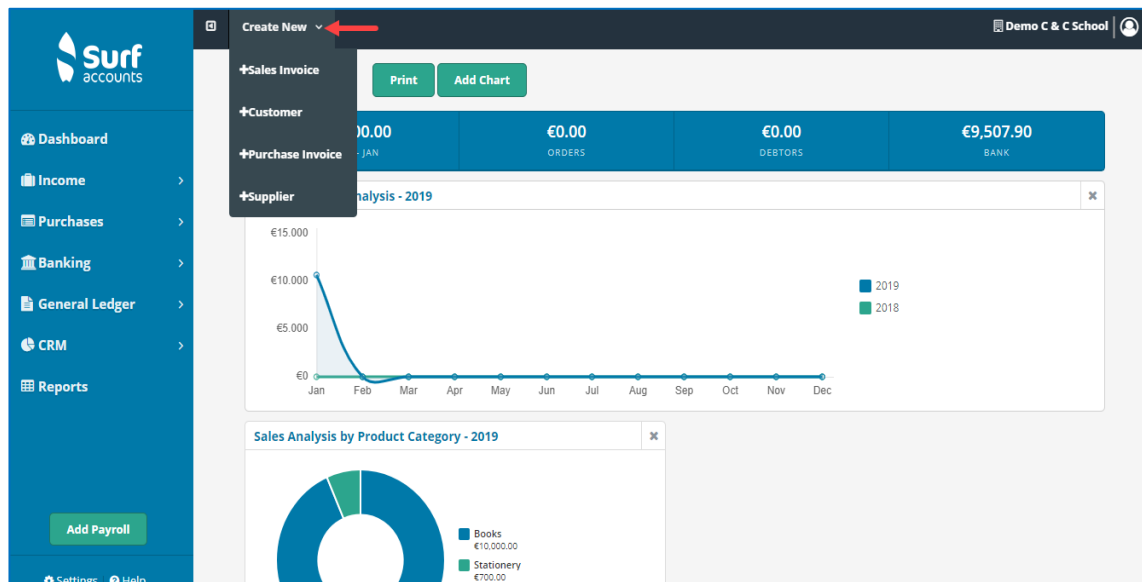 Surf
accounts
Dashboard
Income
Purchases
Banking
General Ledger
CRM
Reports
Add Payroll
Settings
Help
Create New
Demo C & C School
+Sales Invoice
+Customer
+Purchase Invoice
+Supplier
Print
Add Chart
00.00
- JAN
€0.00
ORDERS
€0.00
DEBTORS
€9,507.90
BANK
nalysis - 2019
€15.000
€10.000
€5.000
€0
Jan Feb Mar Apr May Jun Jul Aug Sep Oct Nov Dec
2019
2018
Sales Analysis by Product Category - 2019
Books
€10,000.00
Stationery
€700.00